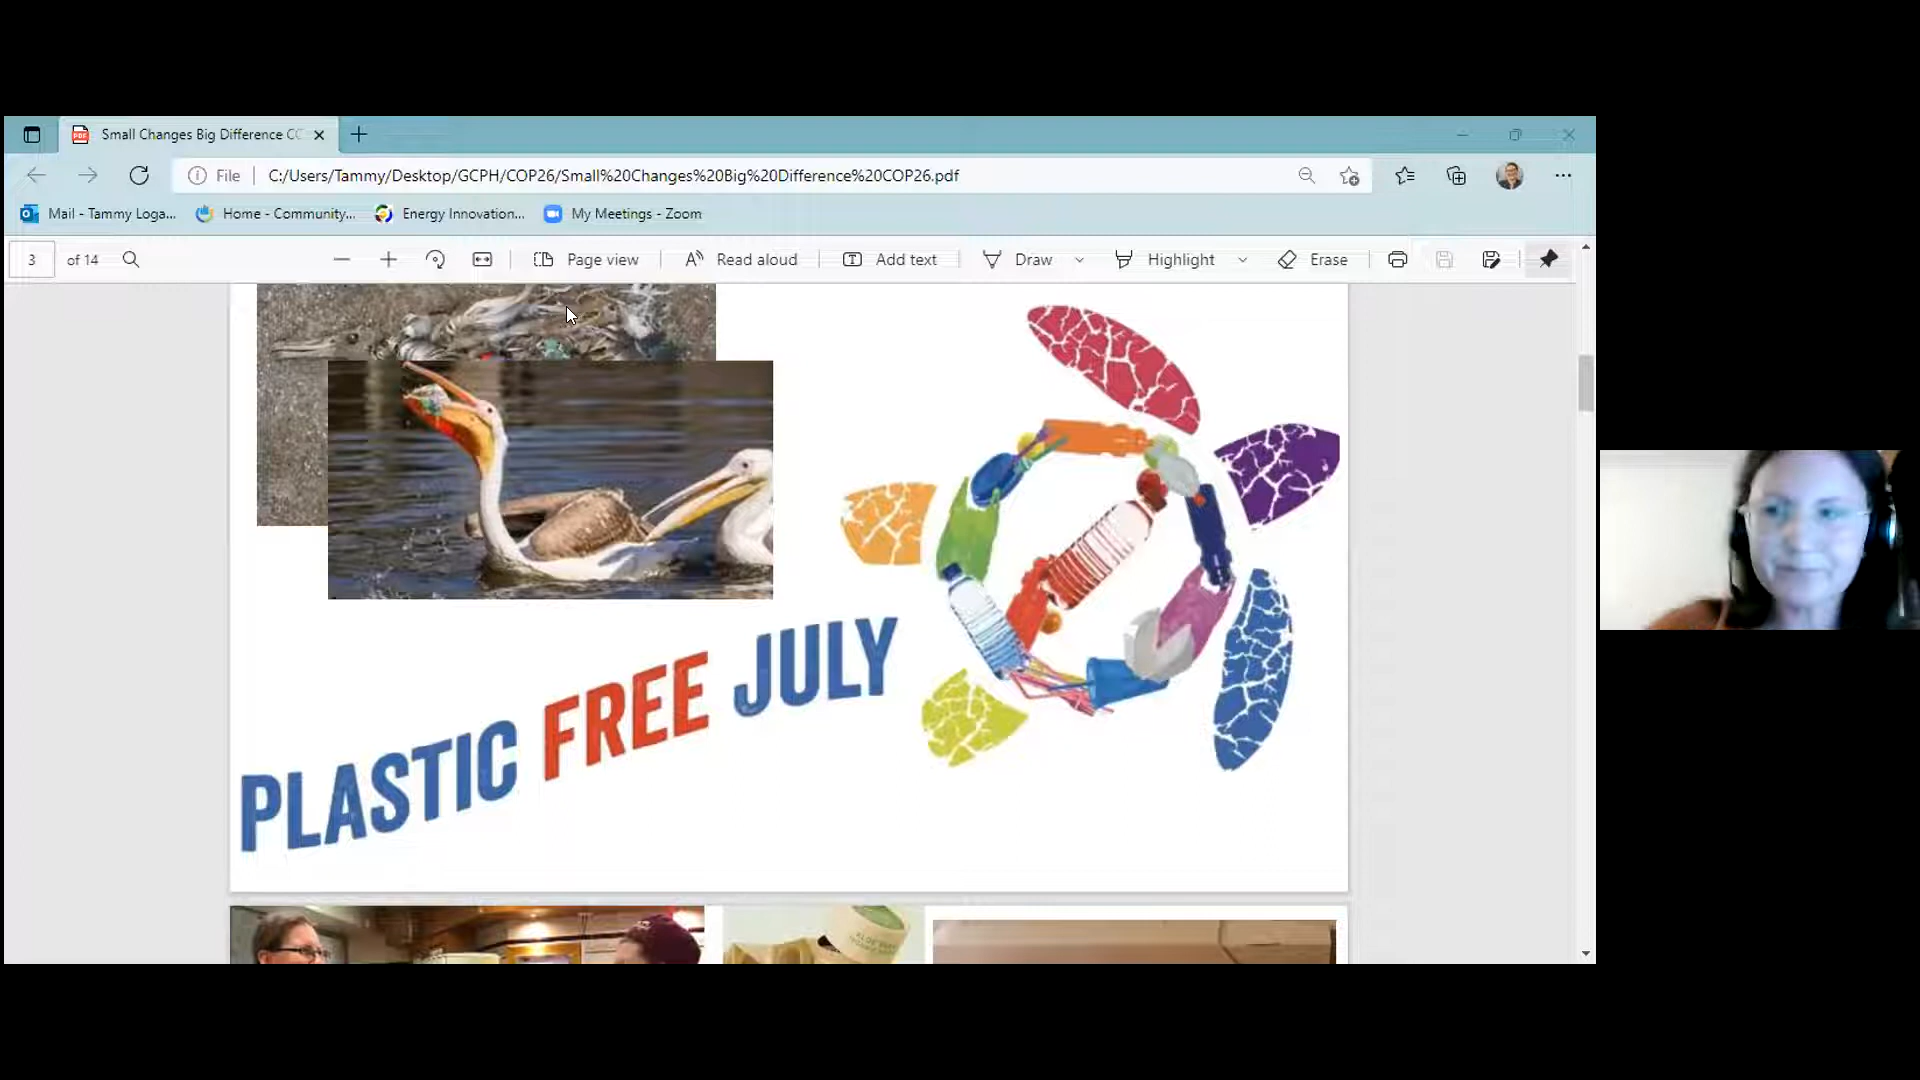 Small Changes Big Difference CO
File
C:/Users/Tammy/Desktop/GCPH/COP26/Small%20Changes%20Big%20Difference%20COP26.pdf
Mail - Tammy Loga...
Home - Community...
Energy Innovation...
My Meetings - Zoom
3
of 14
Page view
Read aloud
Add text
Draw
Highlight
Erase
PLASTIC FREE JULY